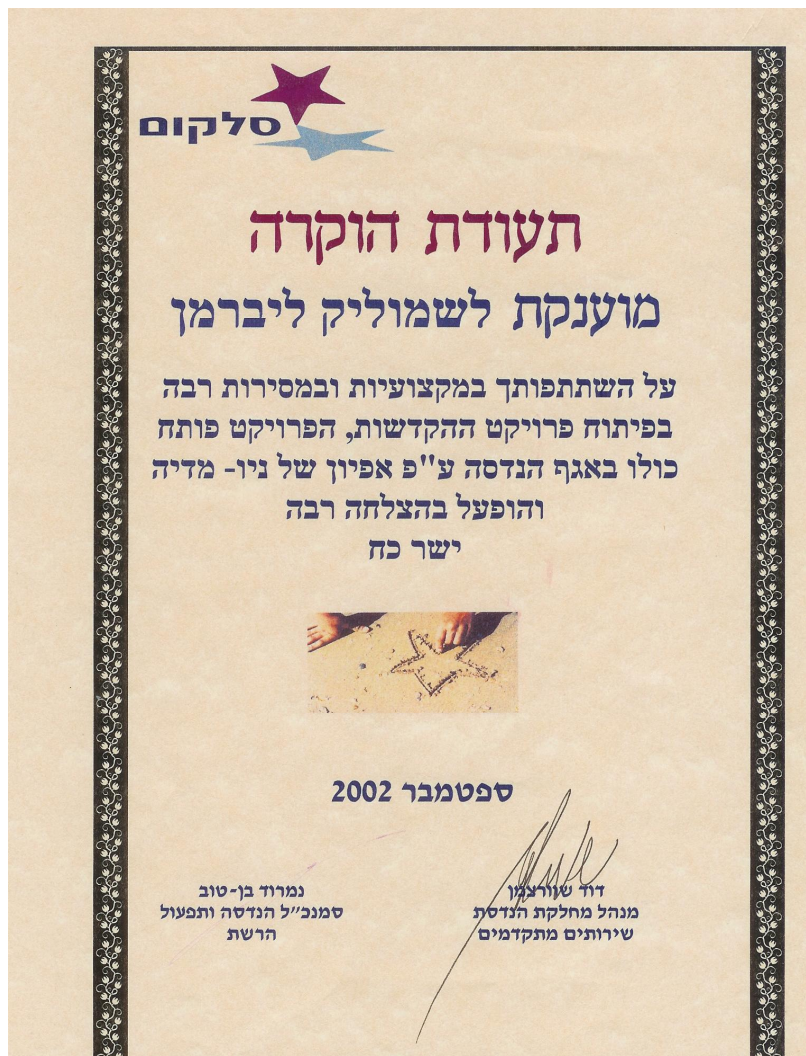 סלקום
תעודת הוקרה
מוענקת לשמוליק ליברמן
על השתתפותך במקצועיות ובמסירות רבה
בפיתוח פרויקט ההקדשות, הפרויקט פותח
כולו באגף הנדסה ע"פ אפיון של ניו- מדיה
והופעל בהצלחה רבה
ישר כח
ספטמבר 2002
דוד שוורצמן
מנהל מחלקת הנדסת
שירותים מתקדמים
נמרוד בן-טוב
סמנכ"ל הנדסה ותפעול
הרשת